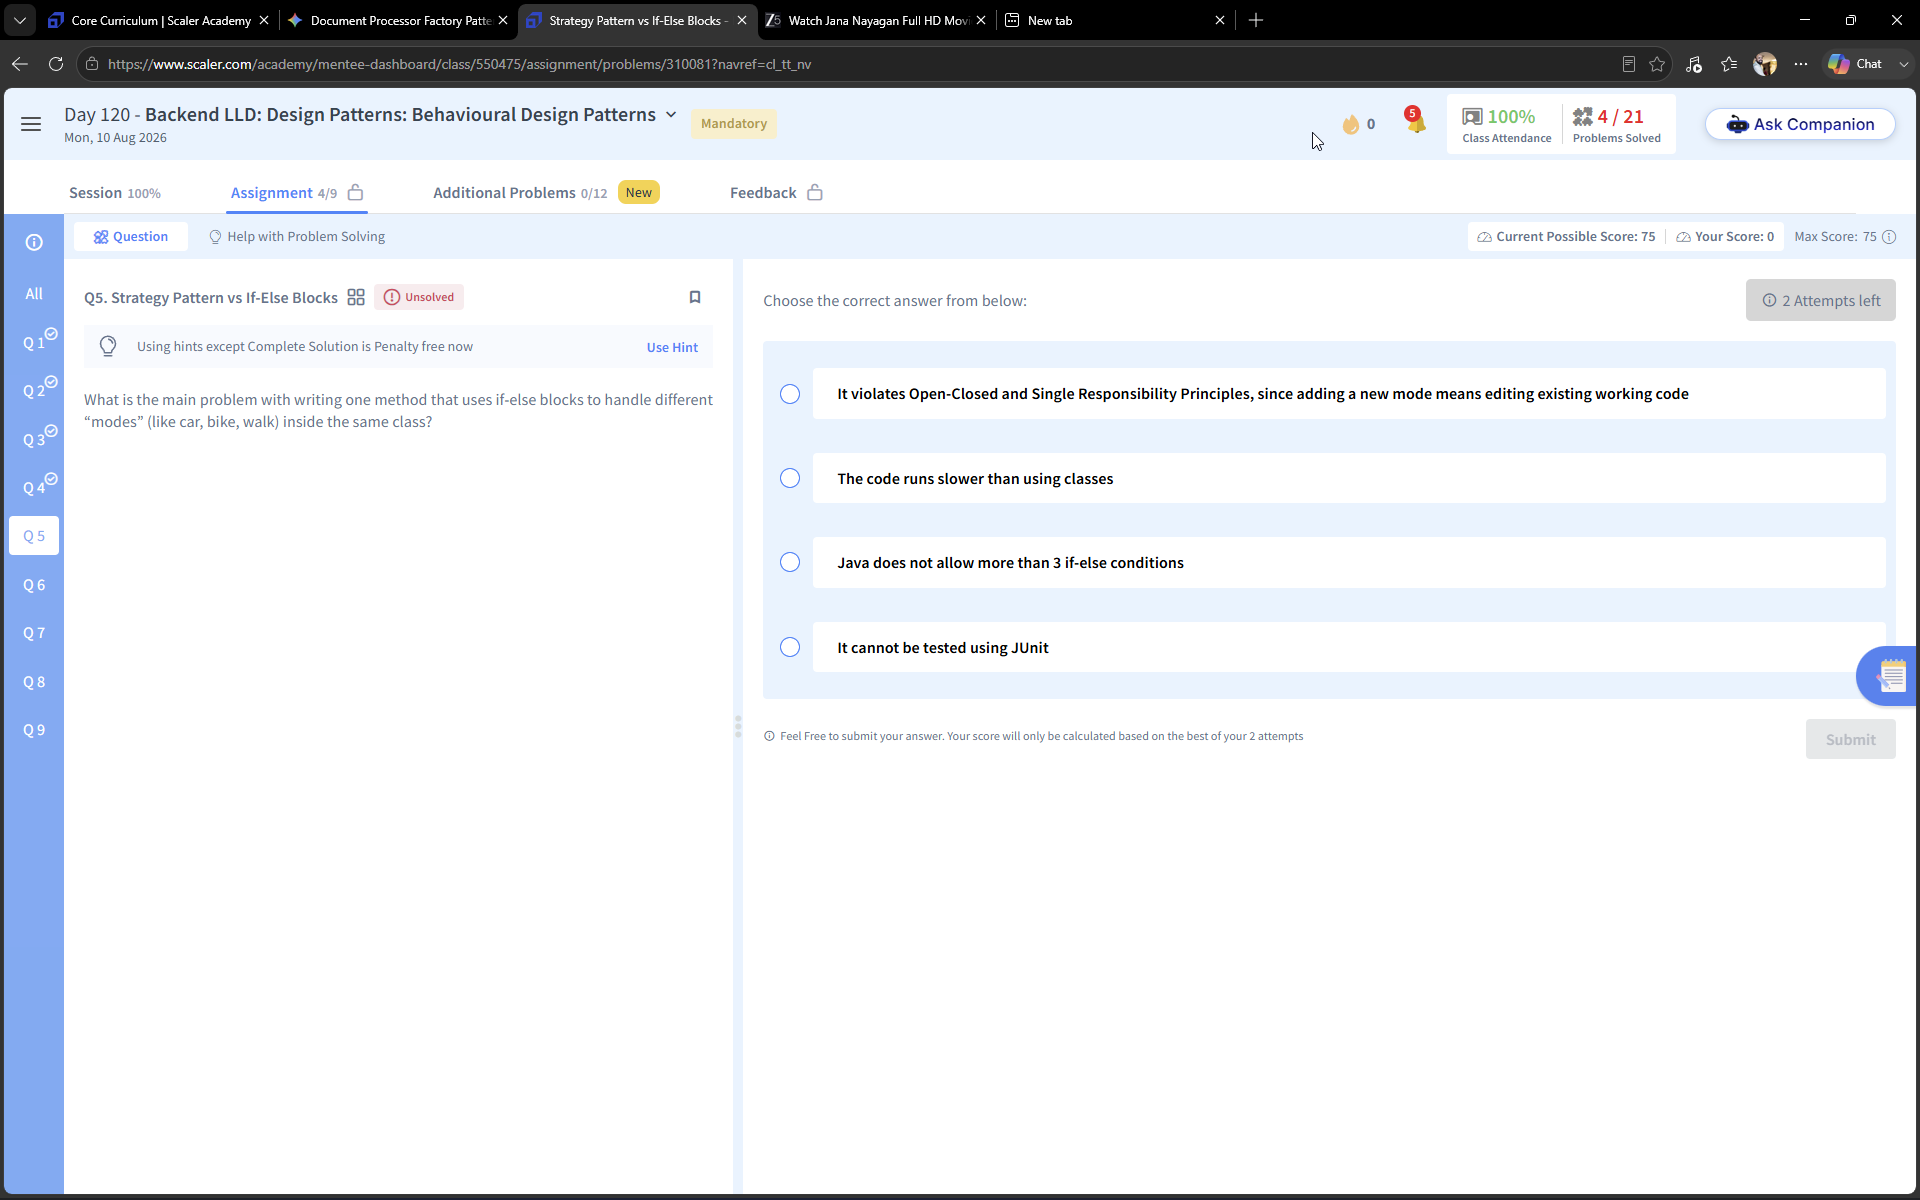 Core Curriculum | Scaler Academy
Document Processor Factory Patte
Strategy Pattern vs If-Else Blocks -
Watch Jana Nayagan Full HD Movi
New tab
https://www.scaler.com/academy/mentee-dashboard/class/550475/assignment/problems/310081?navref=cl_tt_nv
Chat
Day 120 - Backend LLD: Design Patterns: Behavioural Design Patterns
Mon, 10 Aug 2026
Mandatory
0
5
100%
Class Attendance
4 / 21
Problems Solved
Ask Companion
Session 100%
Assignment 4/9
Additional Problems 0/12 New
Feedback
Question
Help with Problem Solving
Current Possible Score: 75
Your Score: 0
Max Score: 75
All
Q 1
Q 2
Q 3
Q 4
Q 5
Q 6
Q 7
Q 8
Q 9
Q5. Strategy Pattern vs If-Else Blocks
Unsolved
Using hints except Complete Solution is Penalty free now
Use Hint
What is the main problem with writing one method that uses if-else blocks to handle different
“modes” (like car, bike, walk) inside the same class?
Choose the correct answer from below:
2 Attempts left
It violates Open-Closed and Single Responsibility Principles, since adding a new mode means editing existing working code
The code runs slower than using classes
Java does not allow more than 3 if-else conditions
It cannot be tested using JUnit
Feel Free to submit your answer. Your score will only be calculated based on the best of your 2 attempts
Submit